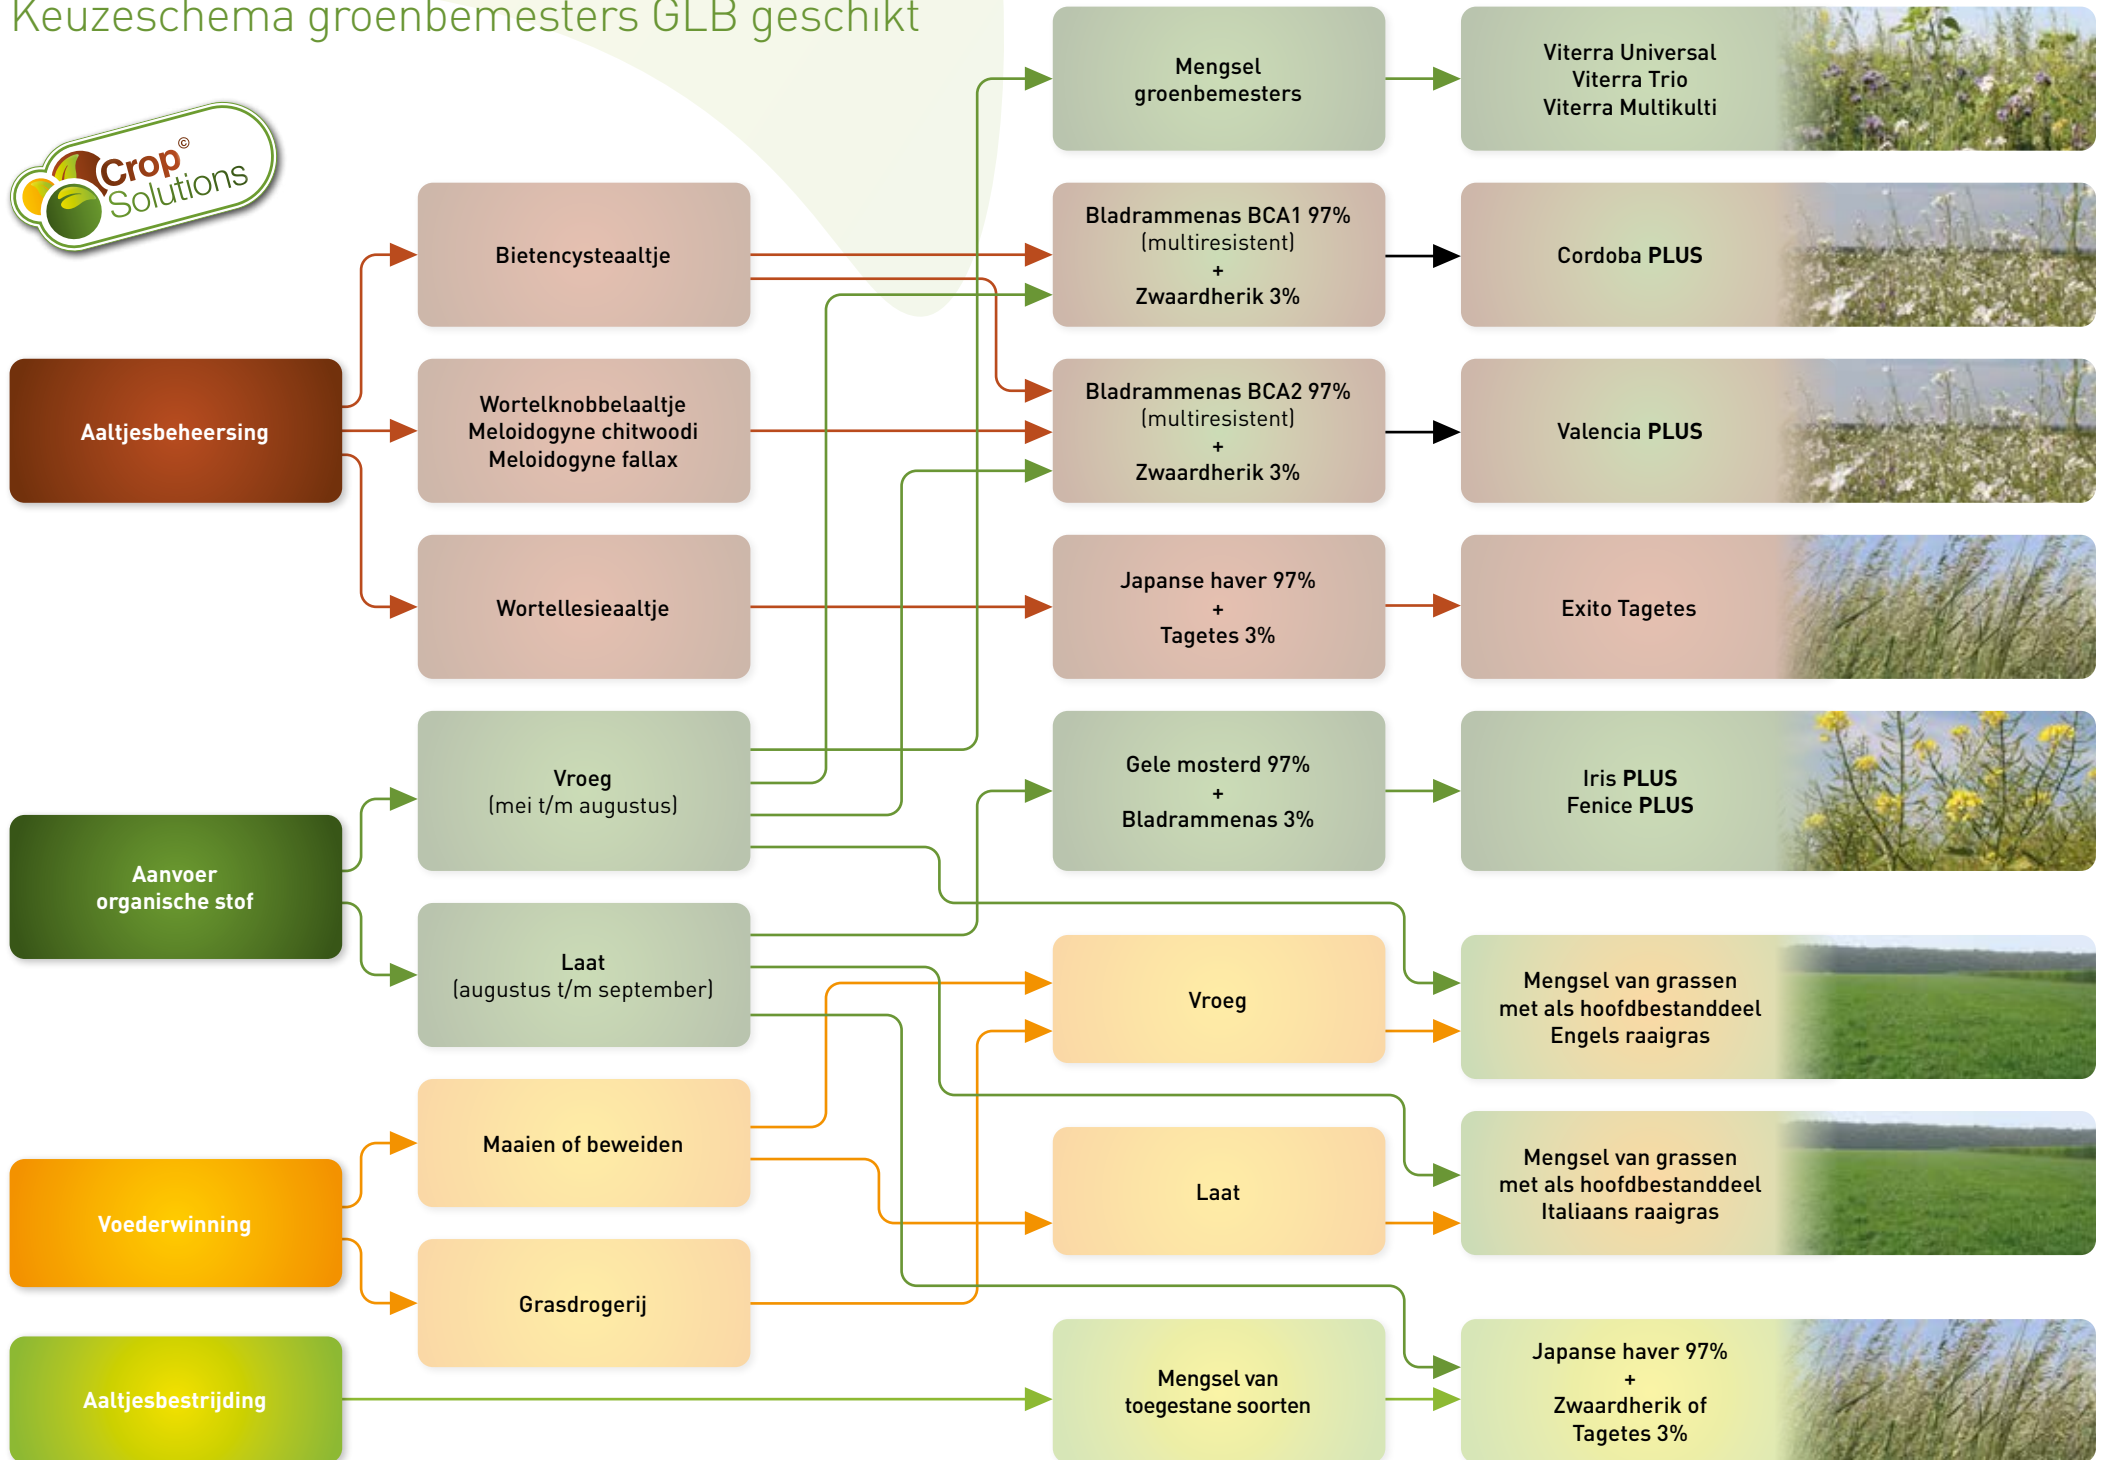 Keuzeschema groenbemesters GLB geschikt
Crop©
Solutions
Aaltjesbeheersing
Aanvoer
organische stof
Voederwinning
Aaltjesbestrijding
Bietencysteaaltje
Wortelknobbelaaltje
Meloidogyne chitwoodi
Meloidogyne fallax
Wortellesieaaltje
Vroeg
(mei t/m augustus)
Laat
(augustus t/m september)
Maaien of beweiden
Grasdrogerij
Mengsel
groenbemesters
Bladrammenas BCA1 97%
(multiresistent)
+
Zwaardherik 3%
Bladrammenas BCA2 97%
(multiresistent)
+
Zwaardherik 3%
Japanse haver 97%
+
Tagetes 3%
Gele mosterd 97%
+
Bladrammenas 3%
Vroeg
Laat
Mengsel van
toegestane soorten
Viterra Universal
Viterra Trio
Viterra Multikulti
Cordoba PLUS
Valencia PLUS
Exito Tagetes
Iris PLUS
Fenice PLUS
Mengsel van grassen
met als hoofdbestanddeel
Engels raaigras
Mengsel van grassen
met als hoofdbestanddeel
Italiaans raaigras
Japanse haver 97%
+
Zwaardherik of
Tagetes 3%